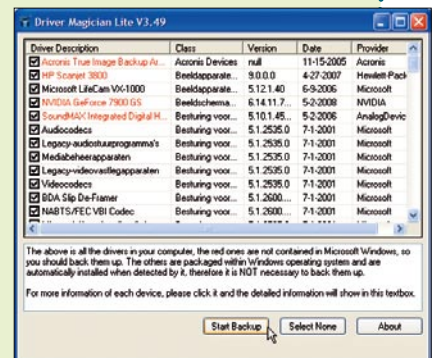 Driver Magician Lite V3.49
Driver Description Class Version Date Provider
Acronis True Image Backup Ar... Acronis Devices null 11-15-2005 Acronis
HP Scanjet 3800 Beeldapparate... 9.0.0.0 4-27-2007 Hewlett-Pack
Microsoft LifeCam VX-1000 Beeldapparate... 5.12.1.40 6-9-2006 Microsoft
NVIDIA GeForce 7900 GS Beeldscherma... 6.14.11.7... 5-2-2008 NVIDIA
SoundMAX Integrated Digital H... Besturing voor... 5.10.1.45... 5-2-2006 AnalogDevic
Audiocodecs Besturing voor... 5.1.2535.0 7-1-2001 Microsoft
Legacy-audiostuurprogramma's Besturing voor... 5.1.2535.0 7-1-2001 Microsoft
Mediabeheerapparaten Besturing voor... 5.1.2535.0 7-1-2001 Microsoft
Legacy-videovastlegapparaten Besturing voor... 5.1.2535.0 7-1-2001 Microsoft
Videocodecs Besturing voor... 5.1.2535.0 7-1-2001 Microsoft
BDA Slip De-Framer Besturing voor... 5.1.2600.... 7-1-2001 Microsoft
NABTS/FEC VBI Codec Besturing voor... 5.1.2600.... 7-1-2001 Microsoft
The above is all the drivers in your computer, the red ones are not contained in Microsoft Windows, so
you should back them up. The others are packaged within Windows operating system and are
automatically installed when detected by it, therefore it is NOT necessary to back them up.
For more information of each device, please click it and the detailed information will show in this textbox.
Start Backup Select None About